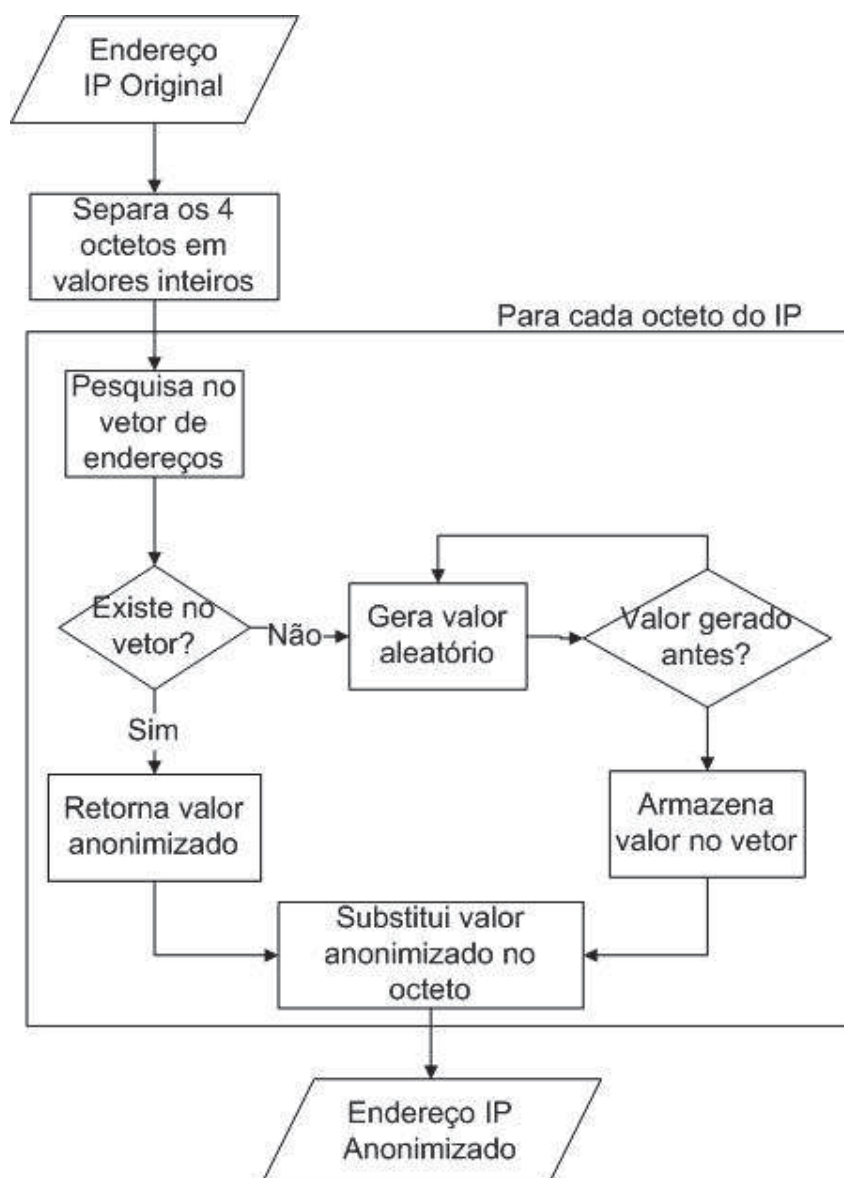 Endereço
IP Original
Separa os 4
octetos em
valores inteiros
Para cada octeto do IP
Pesquisa no
vetor de
endereços
Existe no
vetor?
Não
Gera valor
aleatório
Valor gerado
antes?
Sim
Retorna valor
anonimizado
Armazena
valor no vetor
Substitui valor
anonimizado no
octeto
Endereço IP
Anonimizado